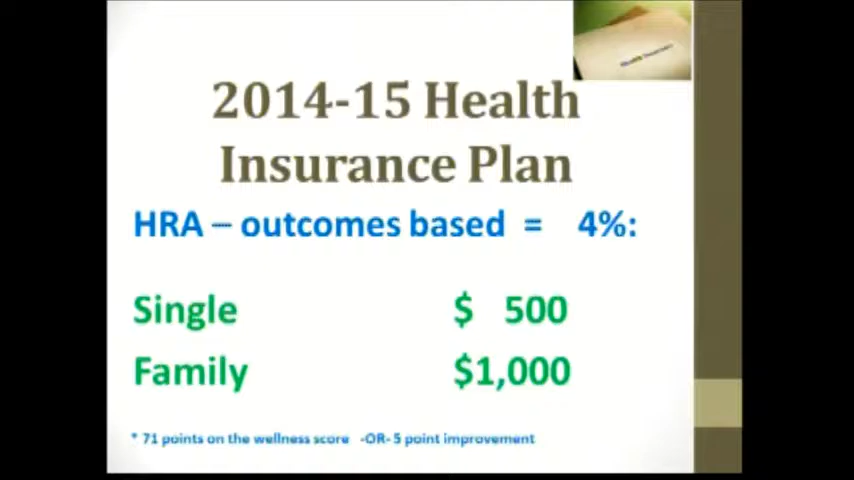 2014-15 Health
Insurance Plan
HRA – outcomes based = 4%:
Single $ 500
Family $1,000
* 71 points on the wellness score -OR- 5 point improvement